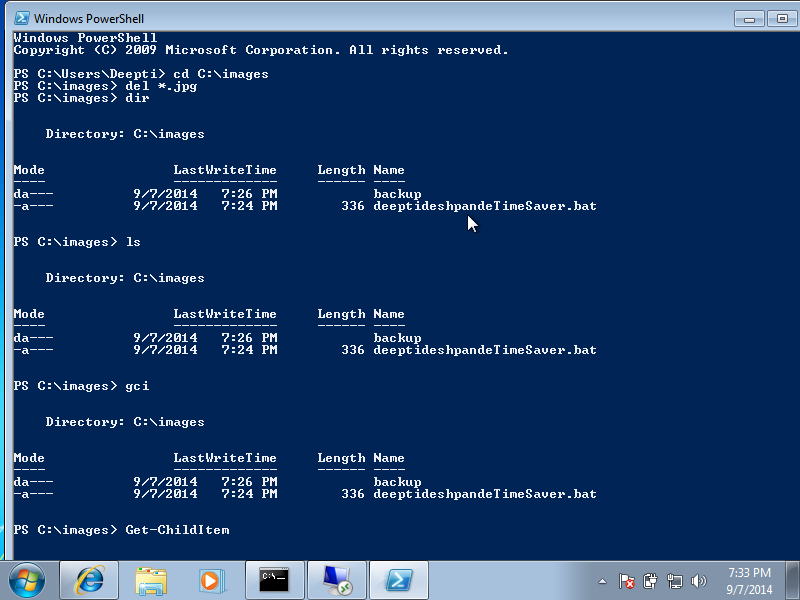 Windows PowerShell
Windows PowerShell
Copyright (C) 2009 Microsoft Corporation. All rights reserved.
PS C:\Users\Deepti> cd C:\images
PS C:\images> del *.jpg
PS C:\images> dir
Directory: C:\images
Mode LastWriteTime Length Name
---- ------------- ------ ----
da--- 9/7/2014 7:26 PM backup
-a--- 9/7/2014 7:24 PM 336 deeptideshpandeTimeSaver.bat
PS C:\images> ls
Directory: C:\images
Mode LastWriteTime Length Name
---- ------------- ------ ----
da--- 9/7/2014 7:26 PM backup
-a--- 9/7/2014 7:24 PM 336 deeptideshpandeTimeSaver.bat
PS C:\images> gci
Directory: C:\images
Mode LastWriteTime Length Name
---- ------------- ------ ----
da--- 9/7/2014 7:26 PM backup
-a--- 9/7/2014 7:24 PM 336 deeptideshpandeTimeSaver.bat
PS C:\images> Get-ChildItem
C:\_
7:33 PM
9/7/2014